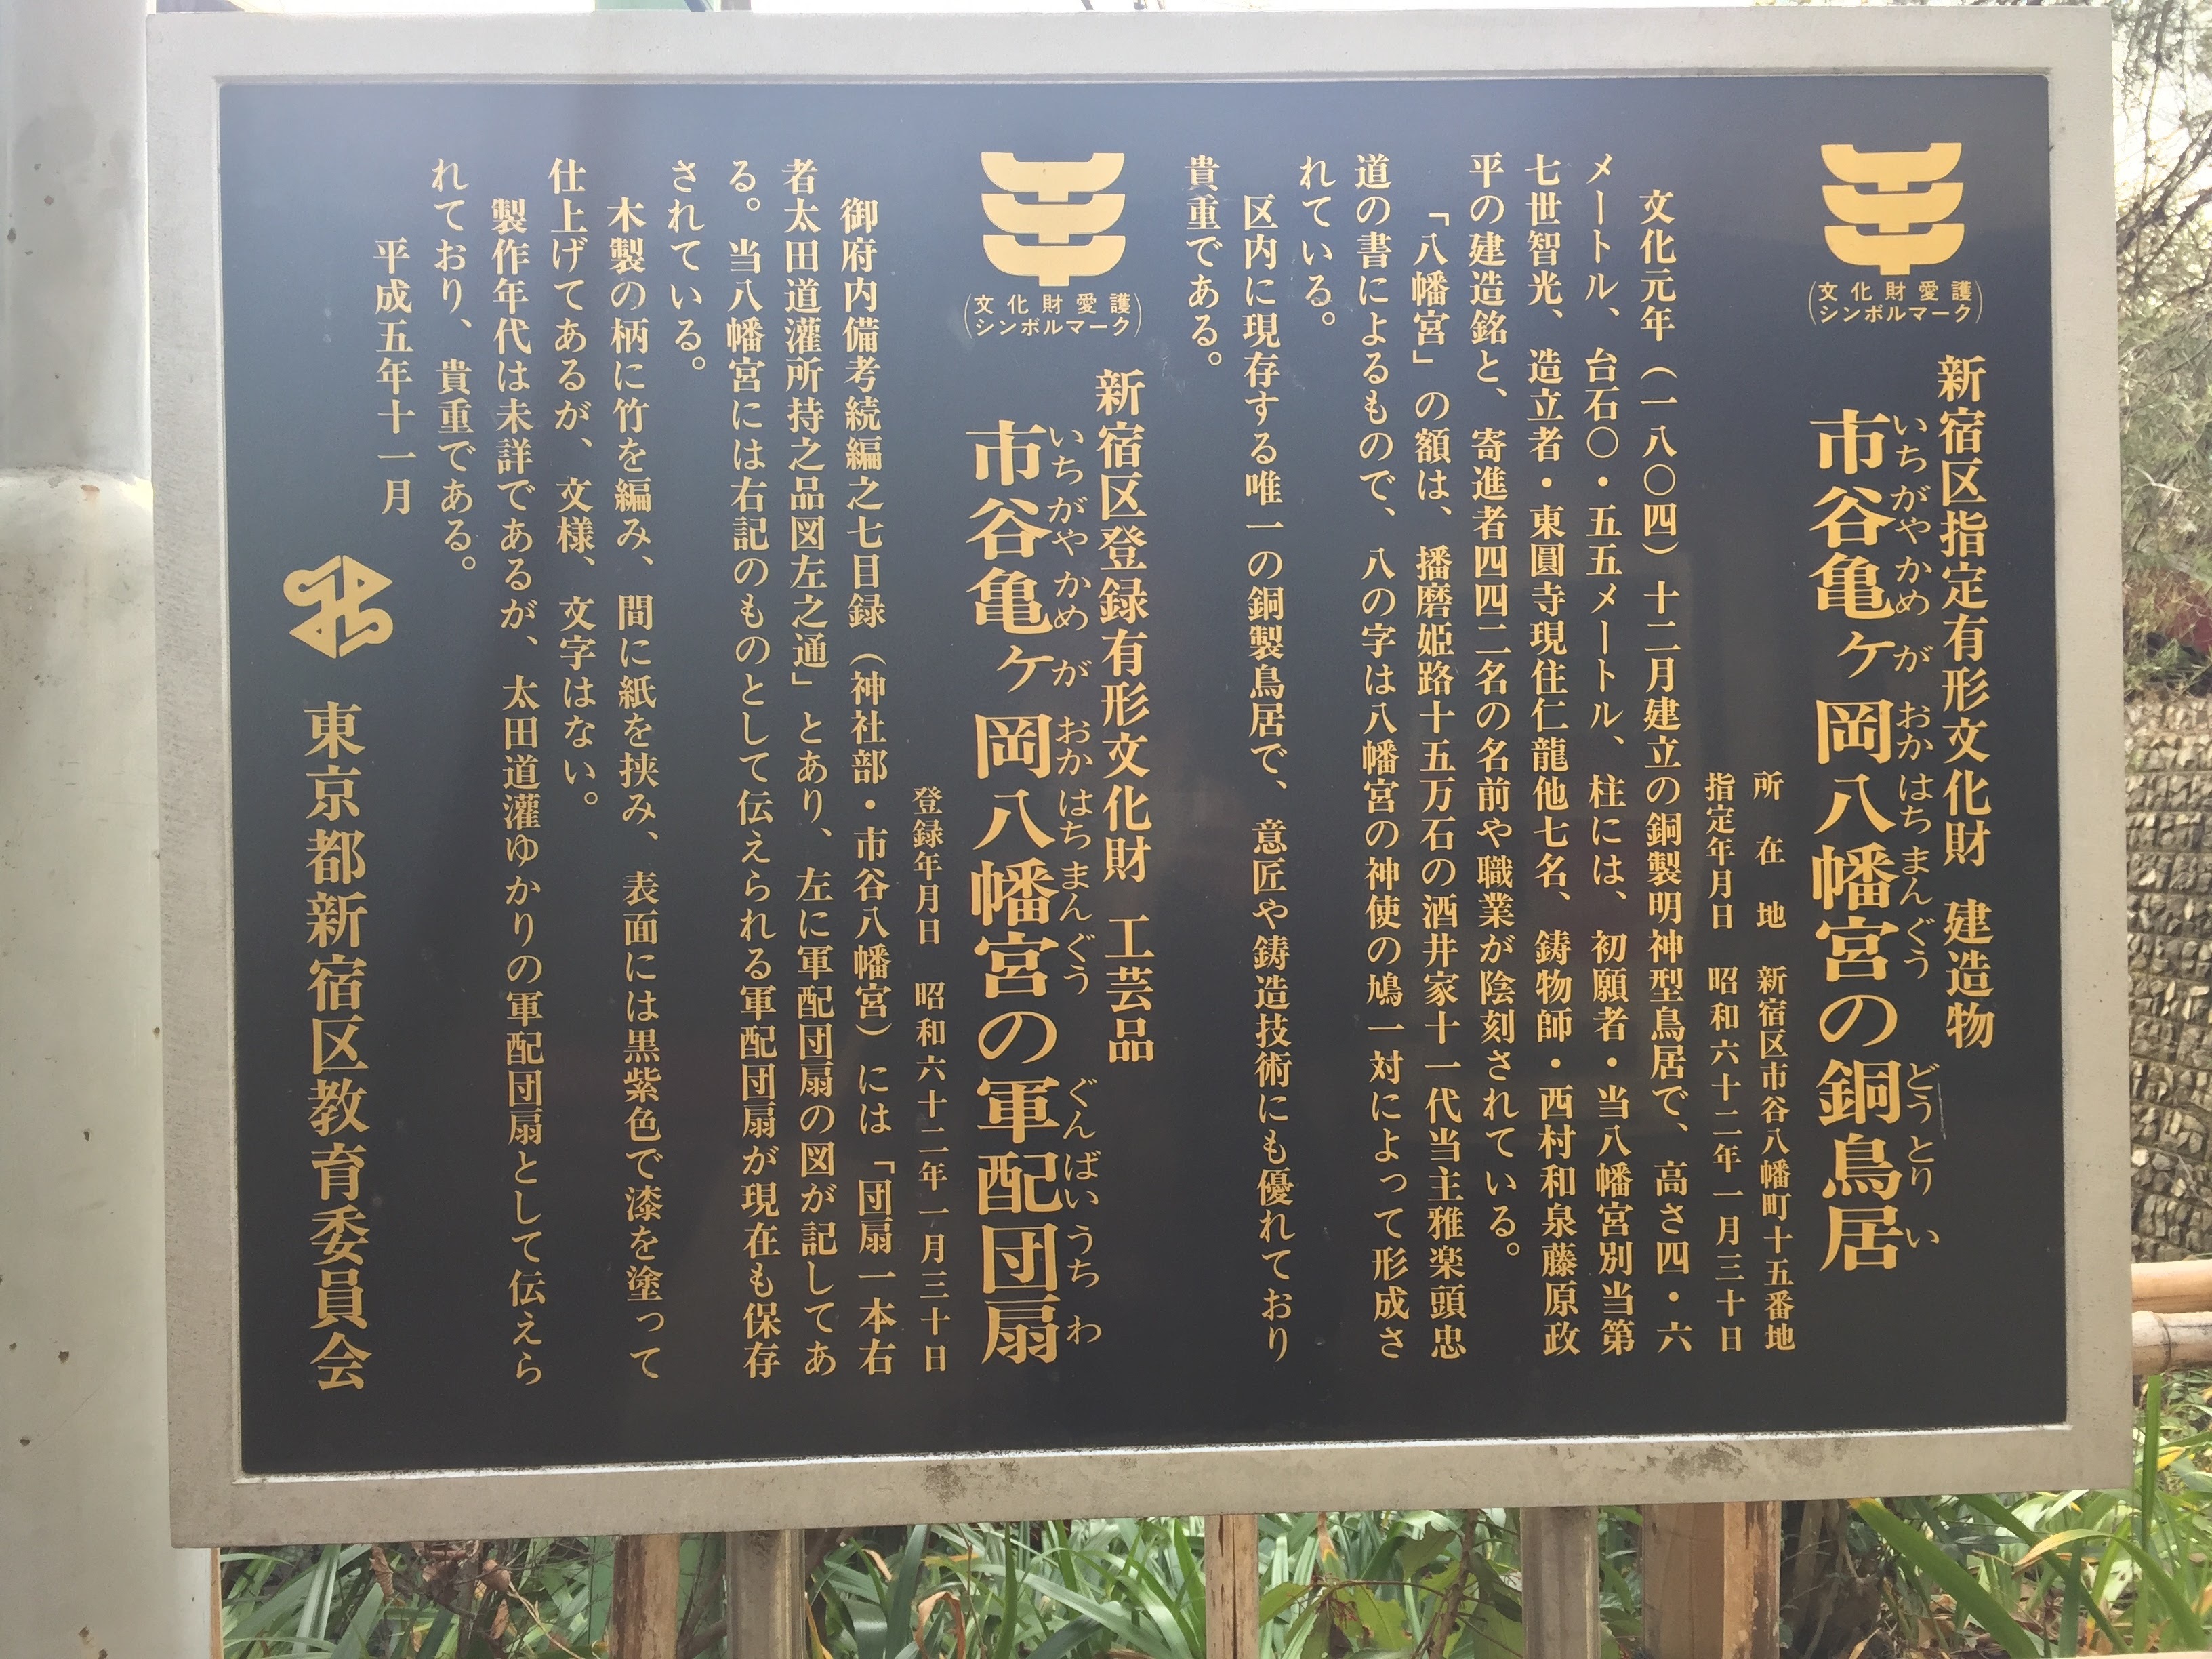 文化財愛護
シンボルマーク
新宿区指定有形文化財 建造物
いちがやかめ が おかはちまんぐう どうとり い
市谷亀ヶ岡八幡宮の銅鳥居
所 在 地 新宿区市谷八幡町十五番地
指定年月日 昭和六十二年一月三十日
文化元年（一八〇四）十二月建立の銅製明神型鳥居で、高さ四・六
メートル、台石〇・五五メートル、柱には、初願者・当八幡宮別当第
七世智光、造立者・東圓寺現住仁龍他七名、鋳物師・西村和泉藤原政
平の建造銘と、寄進者四四二名の名前や職業が陰刻されている。
「八幡宮」の額は、播磨姫路十五万石の酒井家十一代当主雅楽頭忠
道の書によるもので、八の字は八幡宮の神使の鳩一対によって形成さ
れている。
区内に現存する唯一の銅製鳥居で、意匠や鋳造技術にも優れており
貴重である。
文化財愛護
シンボルマーク
新宿区登録有形文化財 工芸品
いちがやかめ が おかはちまんぐう ぐんばいうちわ
市谷亀ヶ岡八幡宮の軍配団扇
登録年月日 昭和六十二年一月三十日
御府内備考続編之七目録（神社部・市谷八幡宮）には「団扇一本右
者太田道灌所持之品図左之通」とあり、左に軍配団扇の図が記してあ
る。当八幡宮には右記のものとして伝えられる軍配団扇が現在も保存
されている。
木製の柄に竹を編み、間に紙を挟み、表面には黒紫色で漆を塗って
仕上げてあるが、文様、文字はない。
製作年代は未詳であるが、太田道灌ゆかりの軍配団扇として伝えら
れており、貴重である。
平成五年十一月
東京都新宿区教育委員会